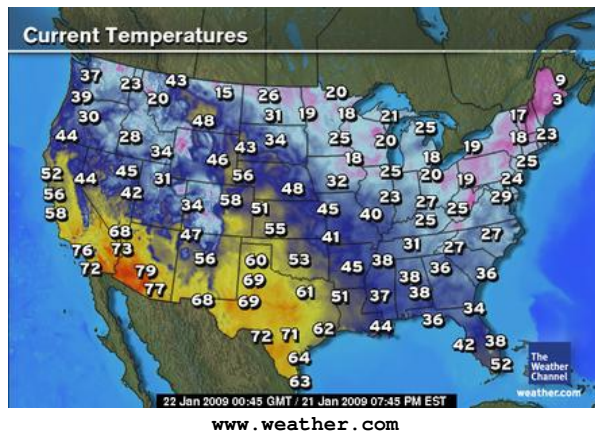 Current Temperatures
37 23 43 15 26 20 9
39 20 3
30 48 31 19 18 21 17
44 28 34 25 20 25 18 23
34 46 43 18 18 19 25
52 44 45 31 56 32 25 20 19 24
56 42 34 58 48 23 27 25 29
58 51 45 40 25
68 47 55 41 31 27 27
76 73 56 60 53 45 38 36
72 79 69 38 36
77 68 69 61 51 37 38 34
72 71 62 44 36
64 42 38
63 52
The
Weather
Channel
weather.com
22 Jan 2009 00:45 GMT / 21 Jan 2009 07:45 PM EST
www.weather.com